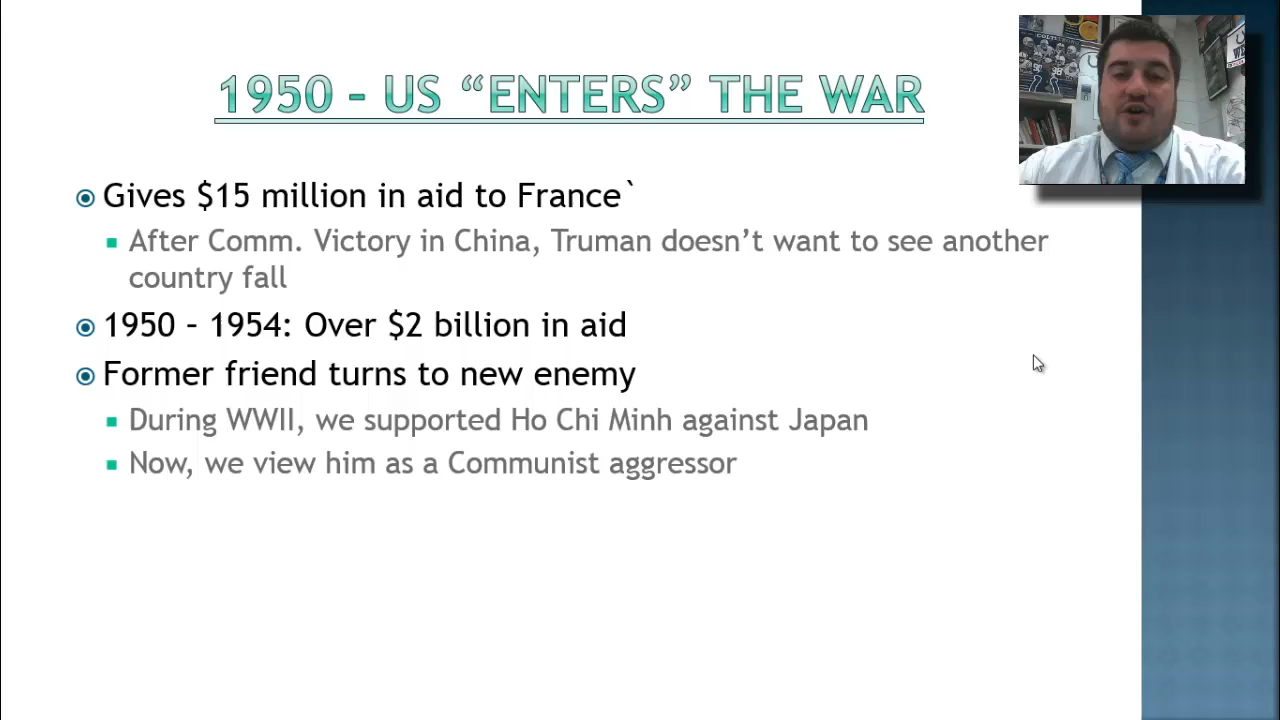 1950 – US “ENTERS” THE WAR
Gives $15 million in aid to France`
After Comm. Victory in China, Truman doesn’t want to see another
country fall
1950 – 1954: Over $2 billion in aid
Former friend turns to new enemy
During WWII, we supported Ho Chi Minh against Japan
Now, we view him as a Communist aggressor